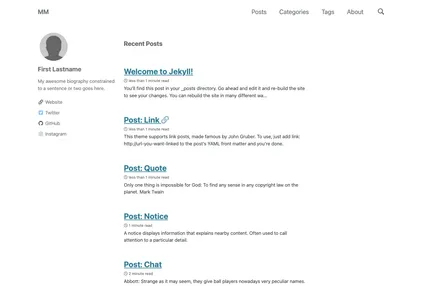 MM
Posts
Categories
Tags
About
First Lastname
My awesome biography constrained
to a sentence or two goes here.
Website
Twitter
GitHub
Instagram
Recent Posts
Welcome to Jekyll!
less than 1 minute read
You'll find this post in your _posts directory. Go ahead and edit it and re-build the site
to see your changes. You can rebuild the site in many different wa...
Post: Link
less than 1 minute read
This theme supports link posts, made famous by John Gruber. To use, just add link:
http://url-you-want-linked to the post's YAML front matter and you're done.
Post: Quote
less than 1 minute read
Only one thing is impossible for God: To find any sense in any copyright law on the
planet. Mark Twain
Post: Notice
1 minute read
A notice displays information that explains nearby content. Often used to call
attention to a particular detail.
Post: Chat
2 minute read
Abbott: Strange as it may seem, they give ball players nowadays very peculiar names.